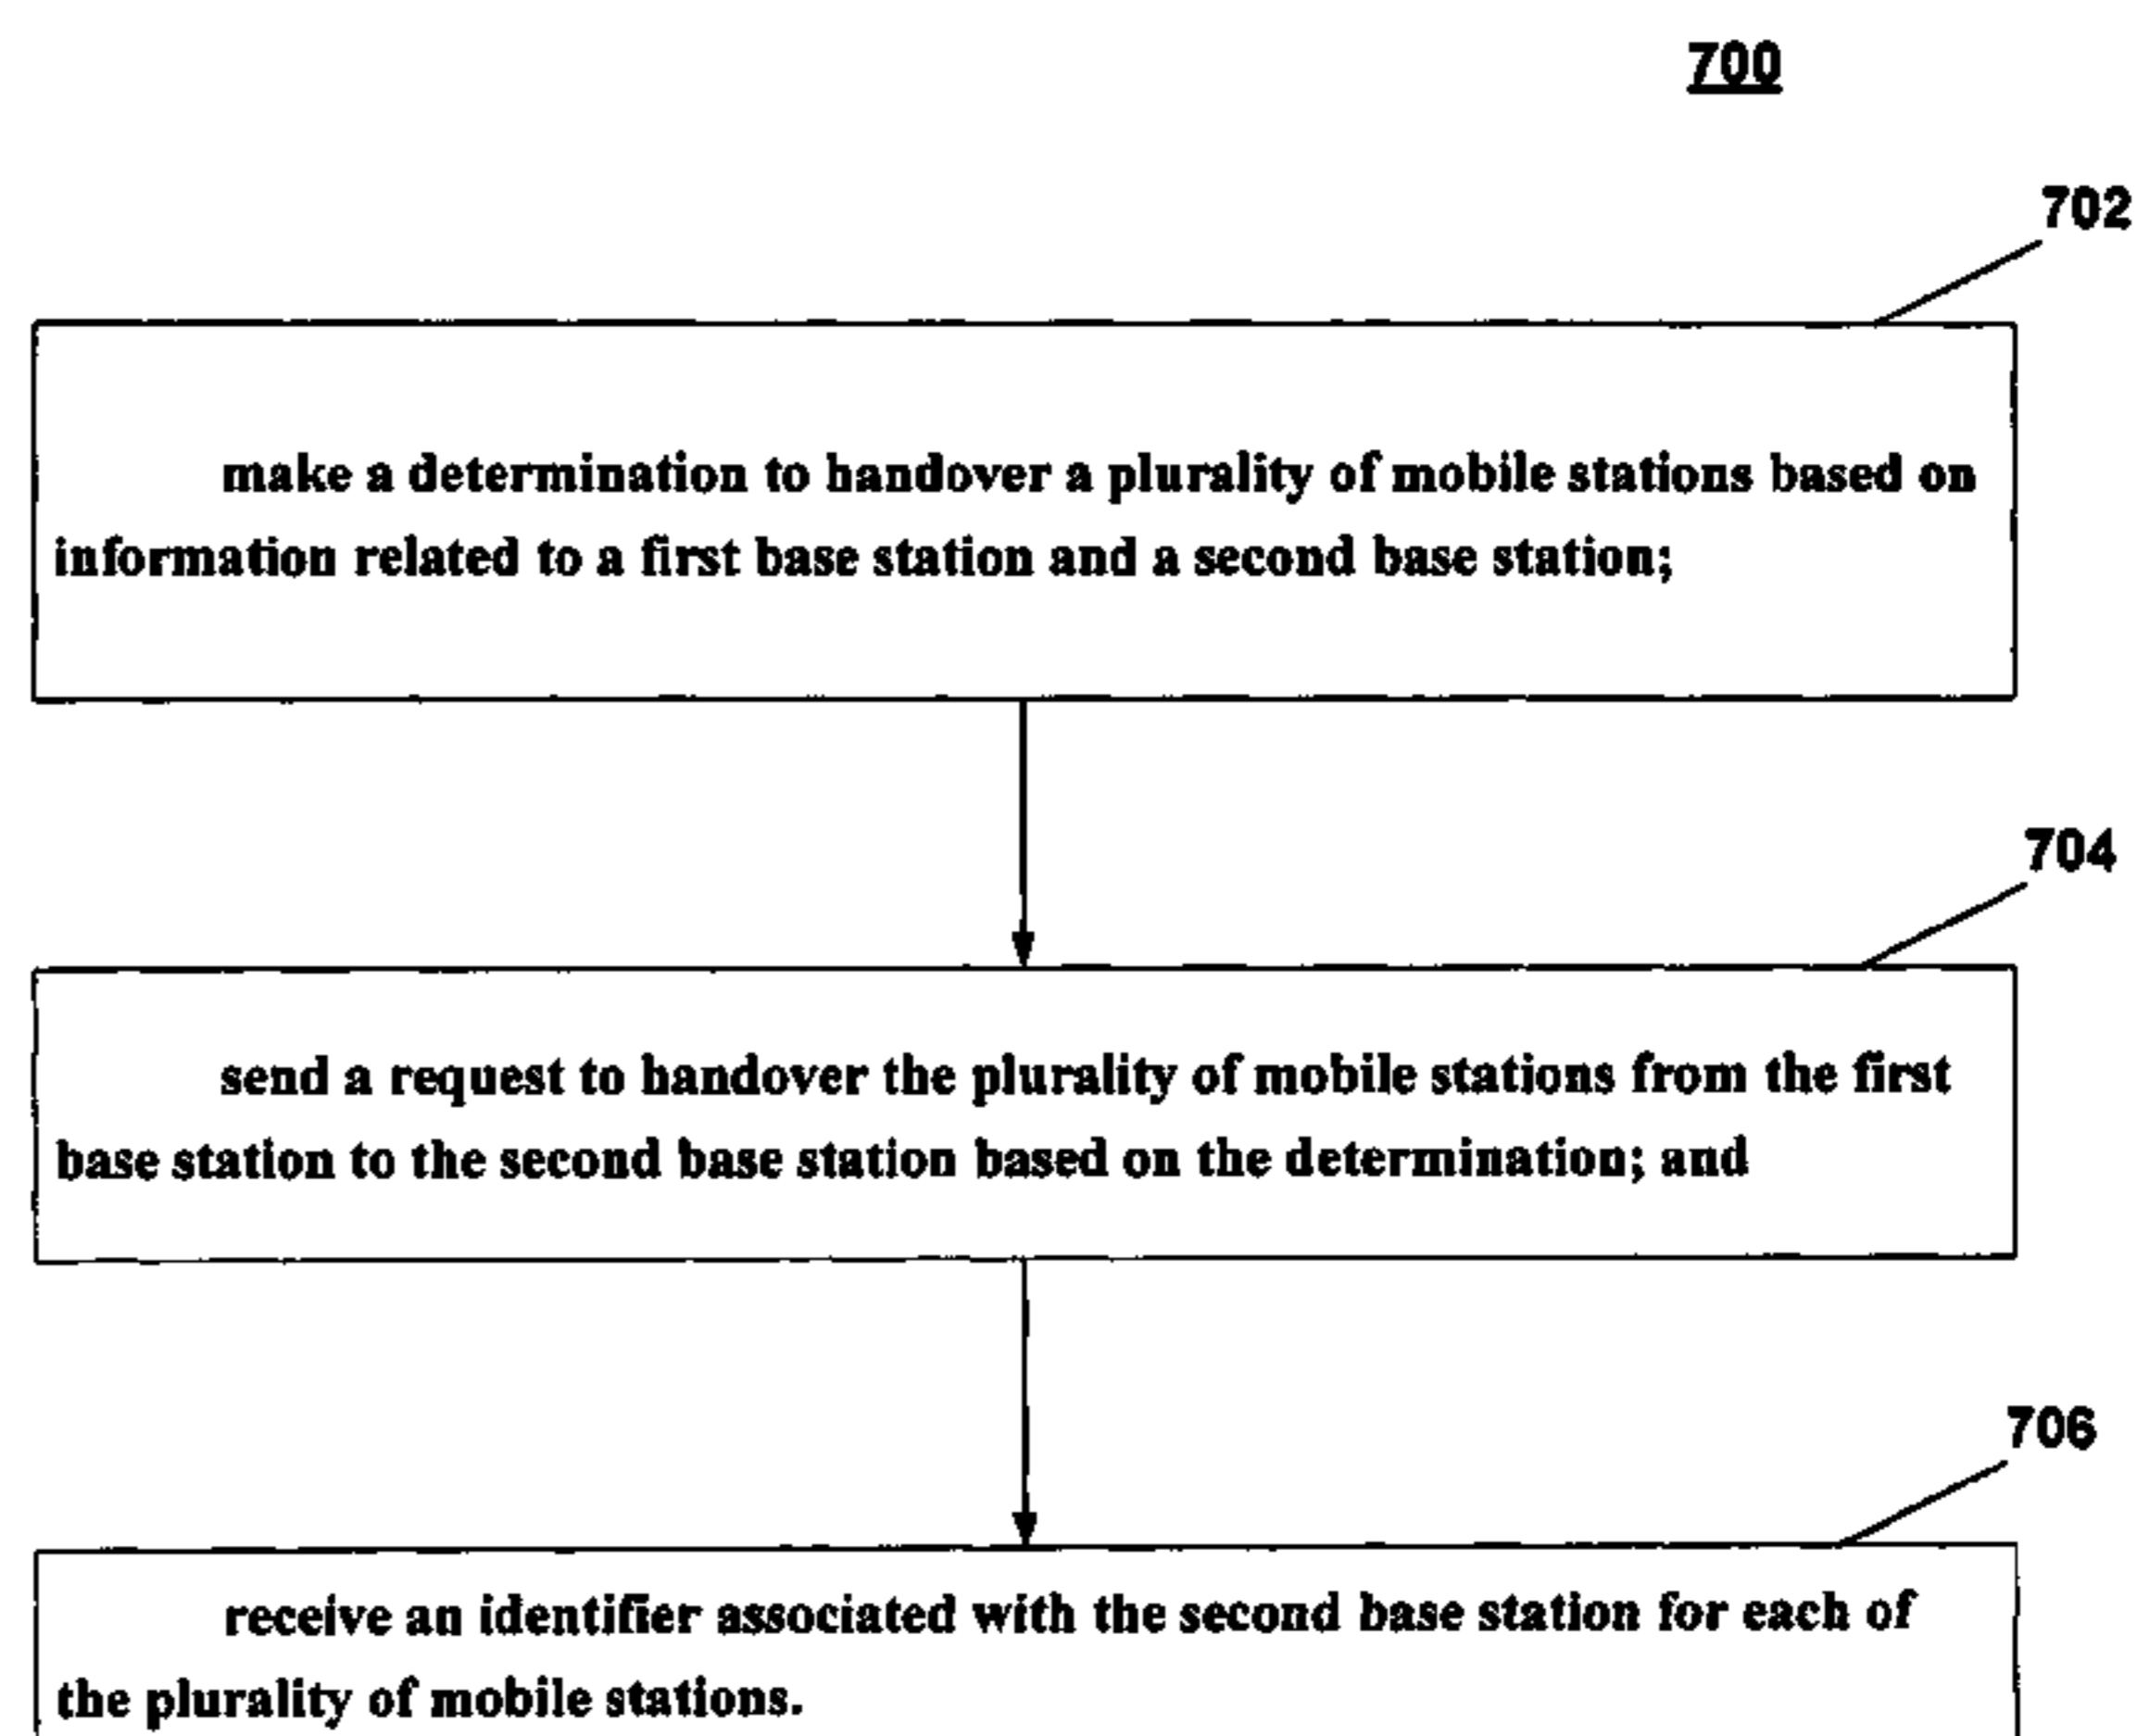 700
702
make a determination to handover a plurality of mobile stations based on
information related to a first base station and a second base station;
704
send a request to handover the plurality of mobile stations from the first
base station to the second base station based on the determination; and
706
receive an identifier associated with the second base station for each of
the plurality of mobile stations.